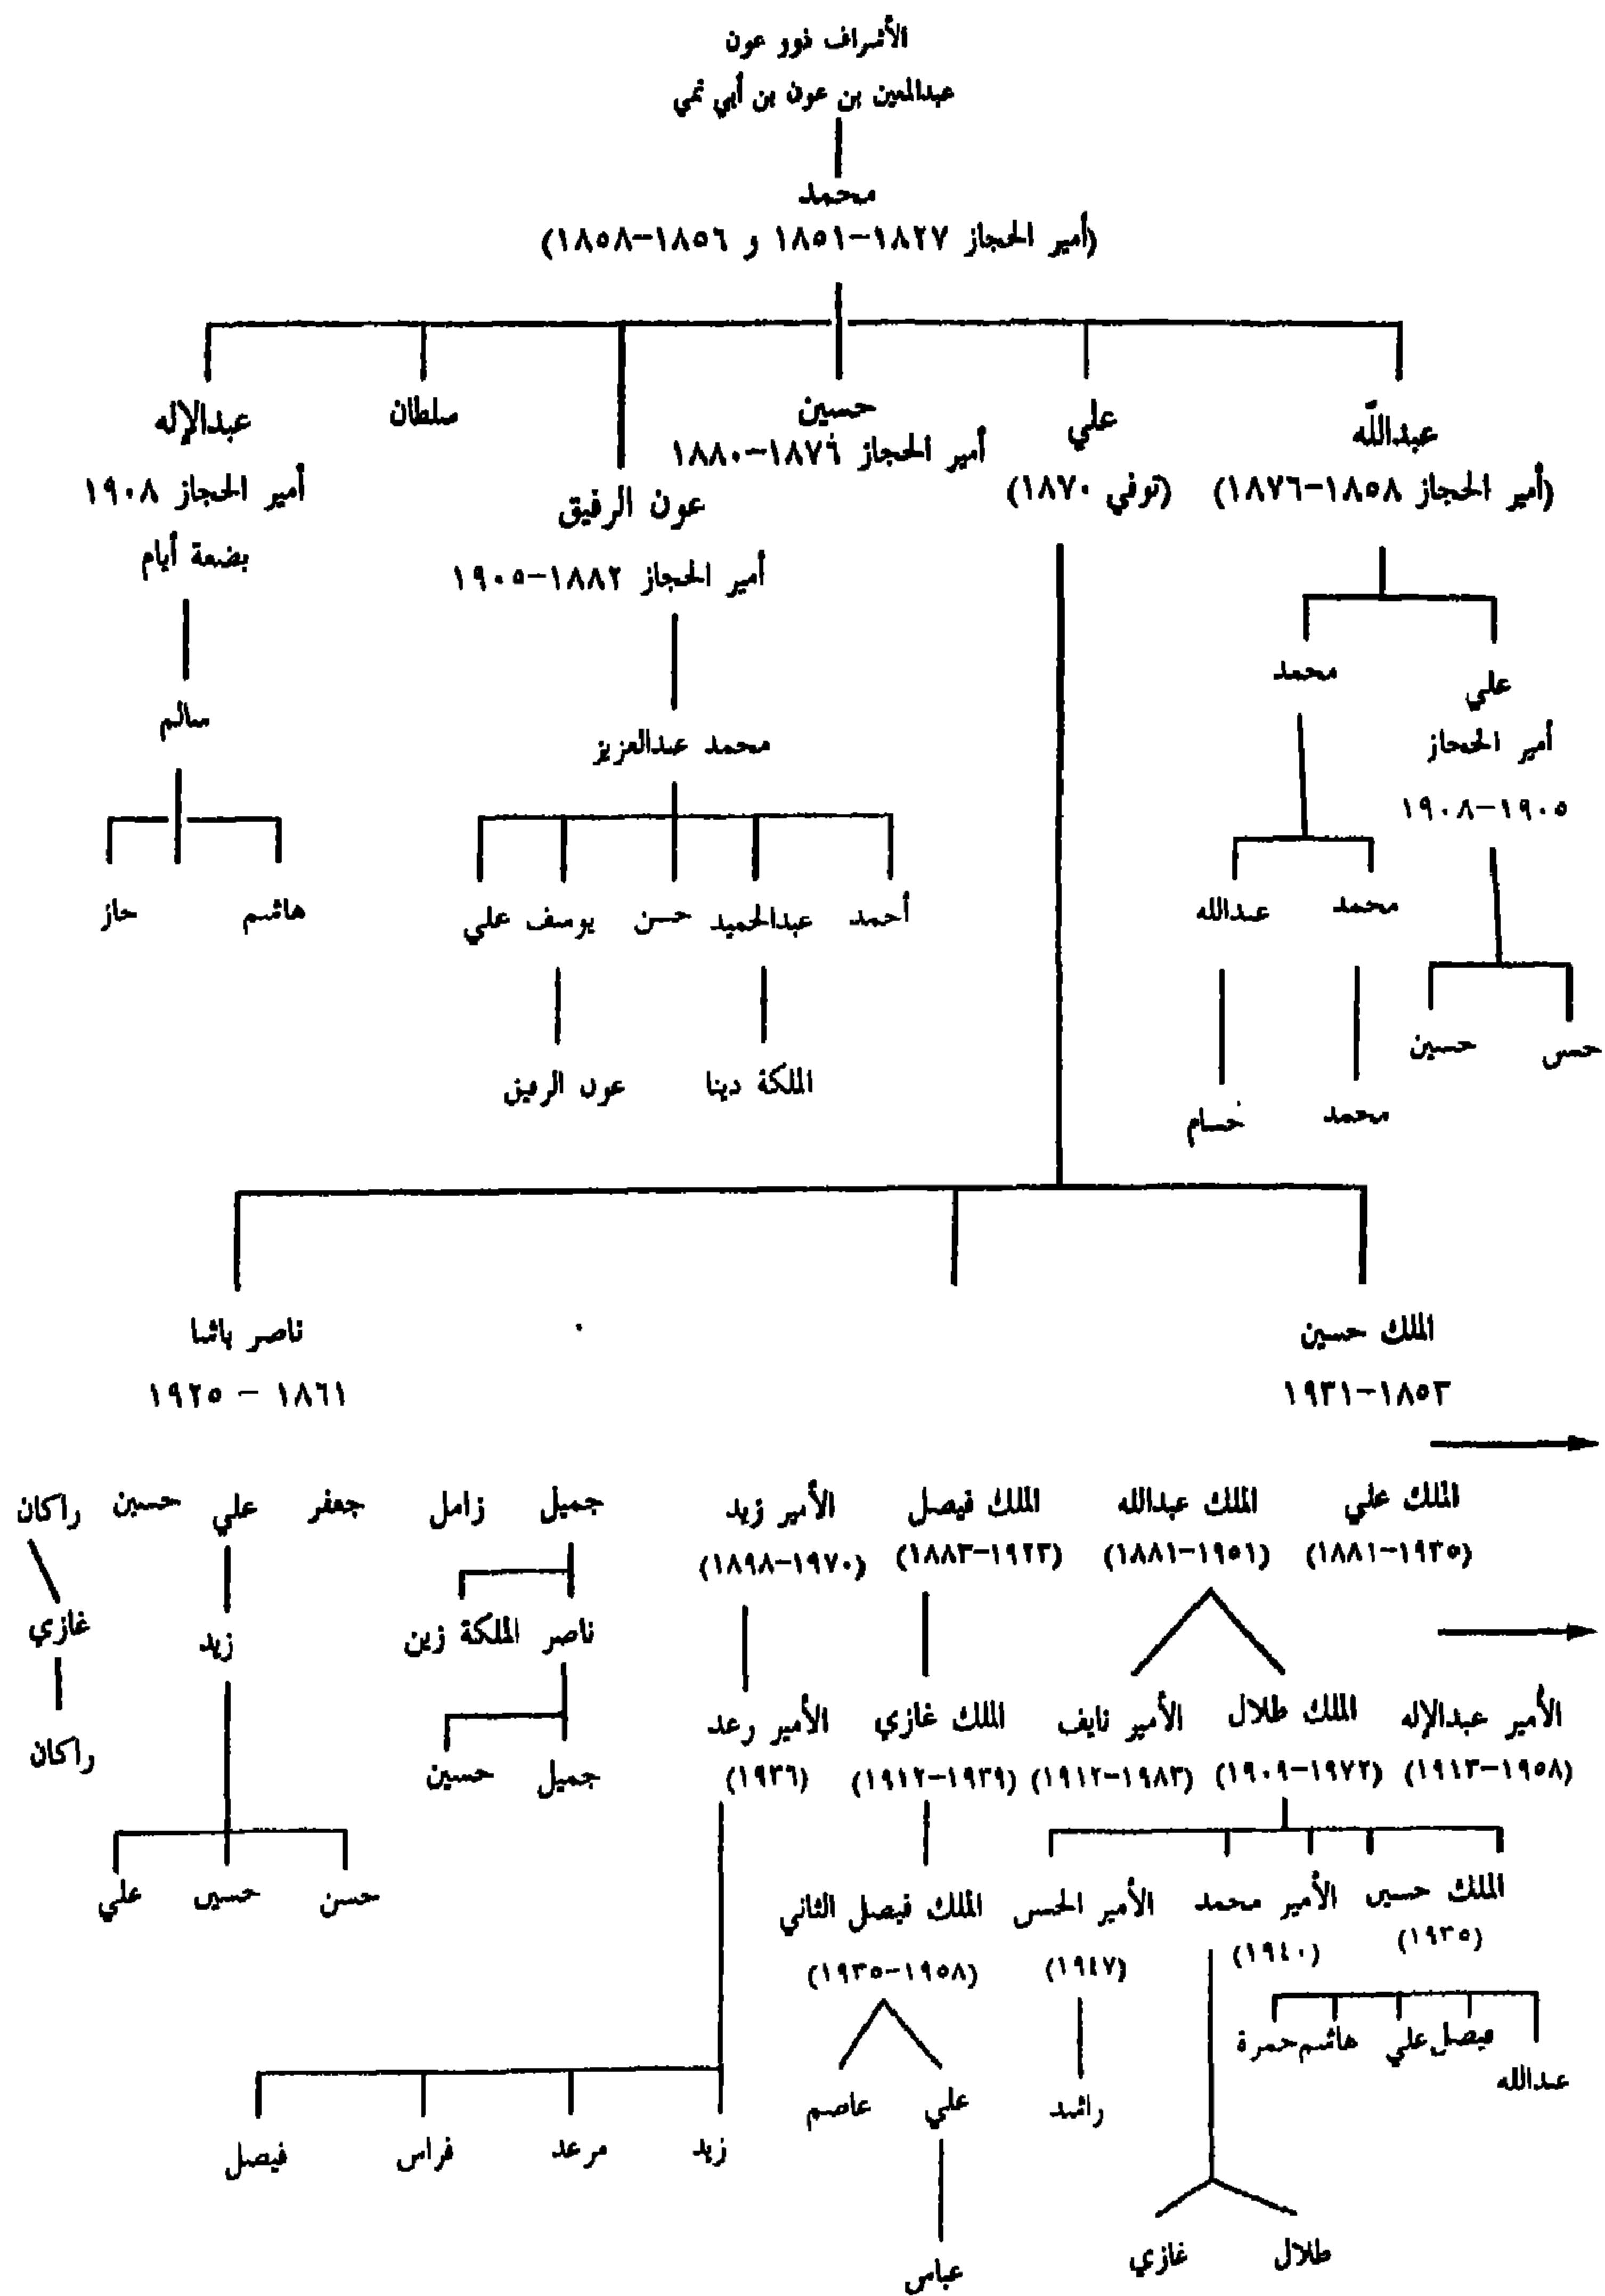 الأشراف ذوو عون
عبدالمعين بن عون بن أبي نمي
محمد
(أمير الحجاز ١٨٢٧-١٨٥١ و ١٨٥٦-١٨٥٨)
عبدالله
(أمير الحجاز ١٨٥٨-١٨٧٦)
علي
(توفي ١٨٧٠)
حسين
أمير الحجاز ١٨٧٦-١٨٨٠
عون الرفيق
أمير الحجاز ١٨٨٢-١٩٠٥
سلطان
عبدالإله
أمير الحجاز ١٩٠٨
بضعة أيام
علي
أمير الحجاز
١٩٠٥-١٩٠٨
محمد
محمد عبدالعزيز
سالم
حسن
حسين
محمد
عبدالله
أحمد
عبدالحميد
حسن
يوسف
علي
هاشم
حاز
محمد
حسام
الملكة دينا
عون الرفيق
الملك حسين
١٨٥٣-١٩٣١
ناصر باشا
١٨٦١ - ١٩٢٥
الملك علي
(١٨٨١-١٩٣٥)
الملك عبدالله
(١٨٨١-١٩٥١)
الملك فيصل
(١٨٨٣-١٩٣٣)
الأمير زيد
(١٨٩٨-١٩٧٠)
جميل
زامل
جعفر
علي
حسين
راكان
ناصر
الملكة زين
زيد
غازي
الأمير عبدالإله
(١٩١٣-١٩٥٨)
الملك طلال
(١٩٠٩-١٩٧٢)
الأمير نايف
(١٩١٢-١٩٨٣)
الملك غازي
(١٩١٢-١٩٣٩)
الأمير رعد
(١٩٣٦)
جميل
حسين
راكان
الملك حسين
(١٩٣٥)
الأمير محمد
(١٩٤٠)
الأمير الحسن
(١٩٤٧)
الملك فيصل الثاني
(١٩٣٥-١٩٥٨)
حسن
حسين
علي
عبدالله
فيصل
علي
هاشم
حمزة
راشد
علي
عاصم
زيد
مرعد
فراس
فيصل
طلال
غازي
عباس